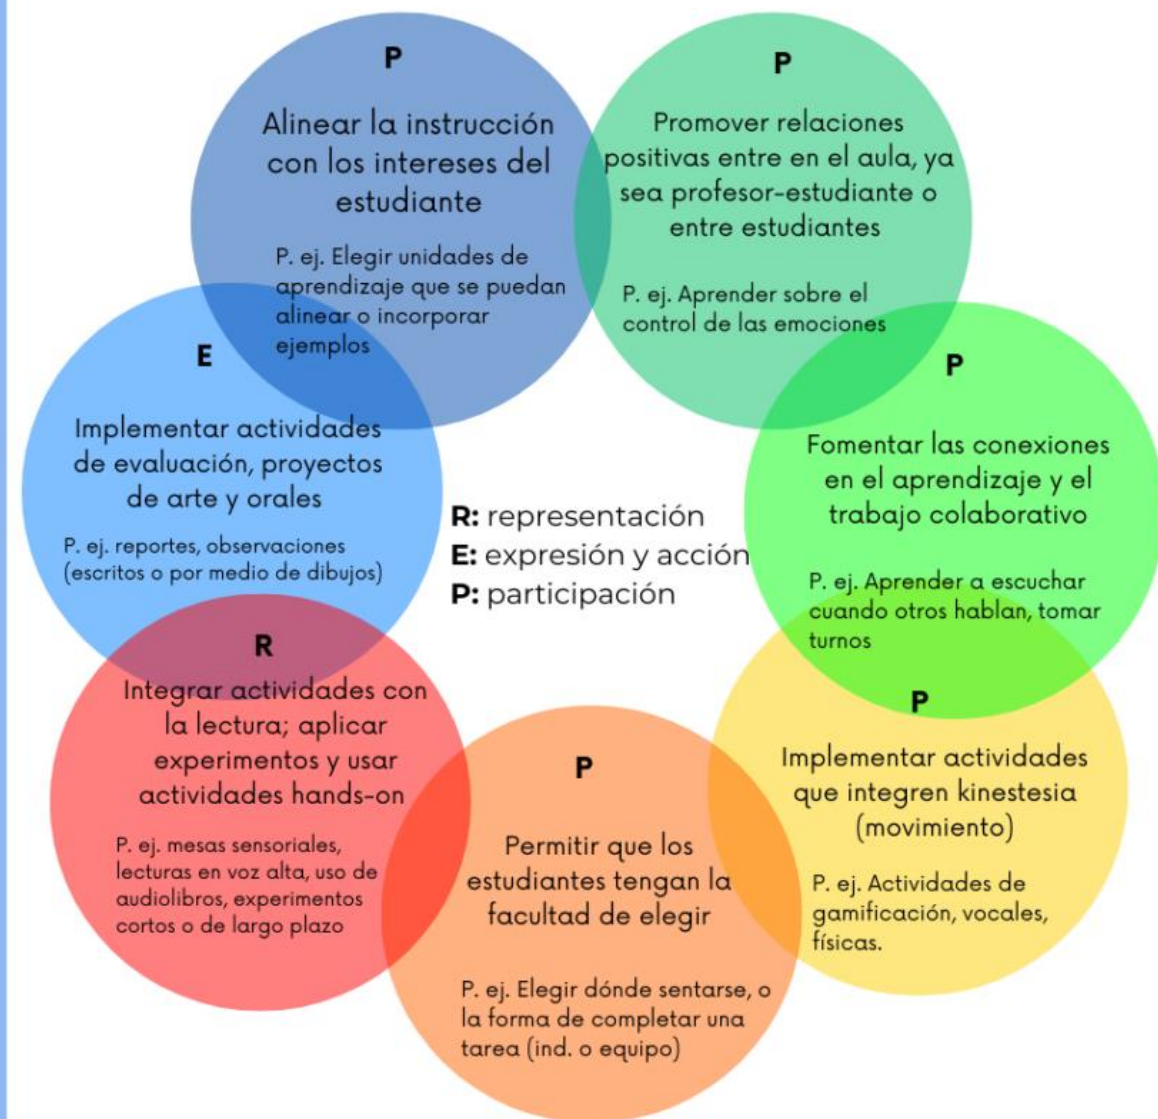 P
Alinear la instrucción
con los intereses del
estudiante
P. ej. Elegir unidades de
aprendizaje que se puedan
alinear o incorporar
ejemplos
P
Promover relaciones
positivas entre en el aula, ya
sea profesor-estudiante o
entre estudiantes
P. ej. Aprender sobre el
control de las emociones
E
Implementar actividades
de evaluación, proyectos
de arte y orales
P. ej. reportes, observaciones
(escritos o por medio de dibujos)
R: representación
E: expresión y acción
P: participación
P
Fomentar las conexiones
en el aprendizaje y el
trabajo colaborativo
P. ej. Aprender a escuchar
cuando otros hablan, tomar
turnos
R
Integrar actividades con
la lectura; aplicar
experimentos y usar
actividades hands-on
P. ej. mesas sensoriales,
lecturas en voz alta, uso de
audiolibros, experimentos
cortos o de largo plazo
P
Permitir que los
estudiantes tengan la
facultad de elegir
P. ej. Elegir dónde sentarse, o
la forma de completar una
tarea (ind. o equipo)
P
Implementar actividades
que integren kinestesia
(movimiento)
P. ej. Actividades de
gamificación, vocales,
físicas.